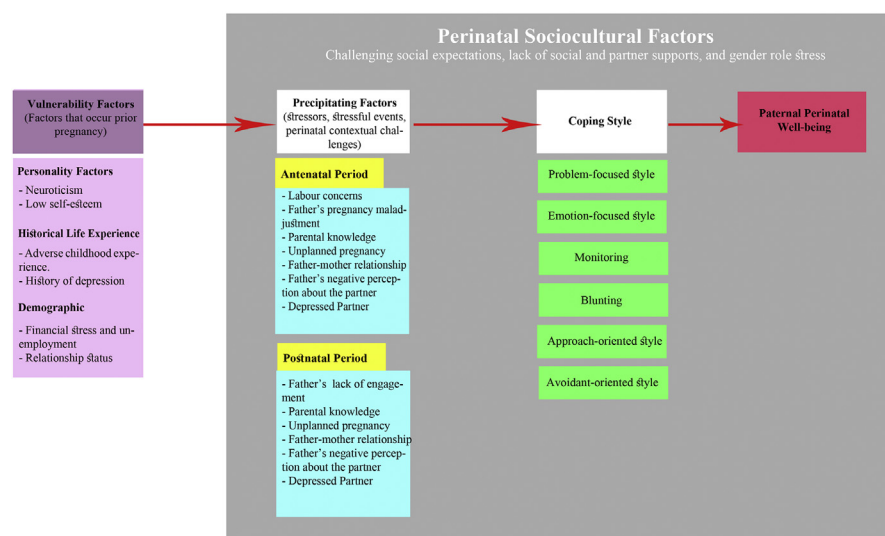 Perinatal Sociocultural Factors
Challenging social expectations, lack of social and partner supports, and gender role stress
Vulnerability Factors
(Factors that occur prior
pregnancy)
Personality Factors
- Neuroticism
- Low self-esteem
Historical Life Experience
- Adverse childhood expe-
rience.
- History of depression
Demographic
- Financial stress and un-
employment
- Relationship status
Precipitating Factors
(stressors, stressful events,
perinatal contextual chal-
lenges)
Antenatal Period
- Labour concerns
- Father's pregnancy malad-
justment
- Parental knowledge
- Unplanned pregnancy
- Father-mother relationship
- Father's negative percep-
tion about the partner
- Depressed Partner
Postnatal Period
- Father's lack of engage-
ment
- Parental knowledge
- Unplanned pregnancy
- Father-mother relationship
- Father's negative percep-
tion about the partner
- Depressed Partner
Coping Style
Problem-focused style
Emotion-focused style
Monitoring
Blunting
Approach-oriented style
Avoidant-oriented style
Paternal Perinatal
Well-being